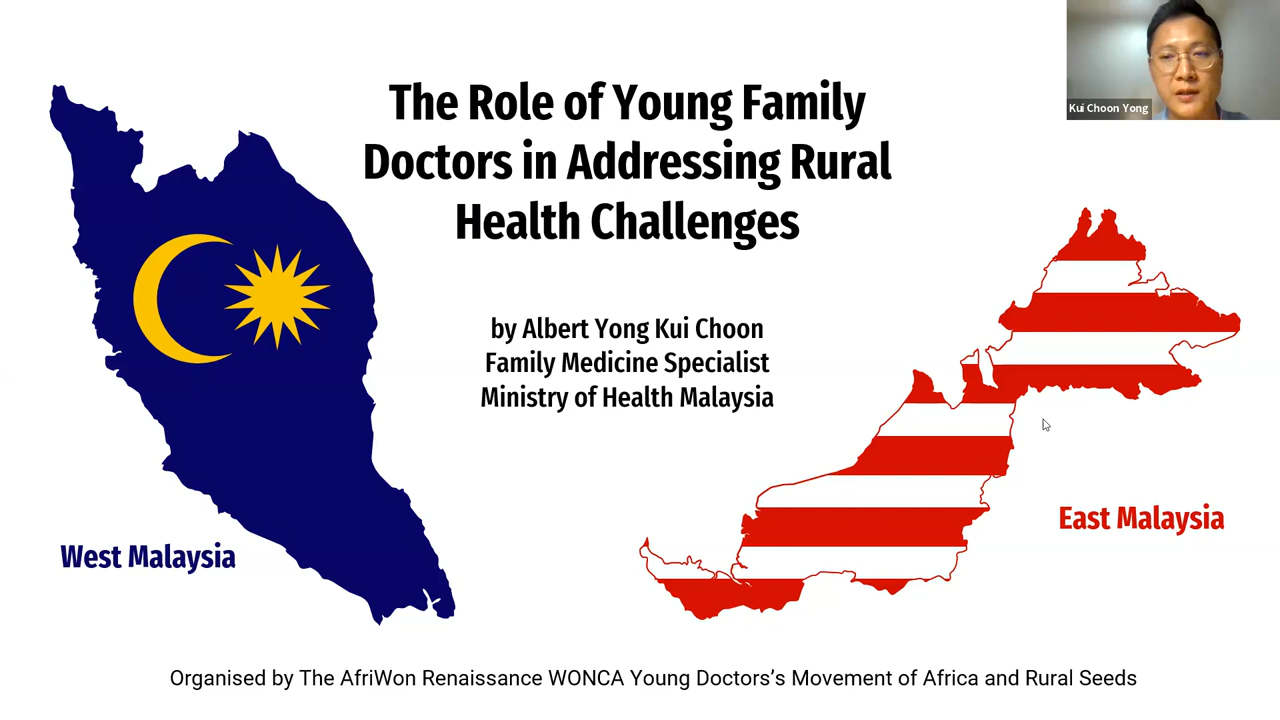 The Role of Young Family
Doctors in Addressing Rural
Health Challenges
Kui Choon Yong
by Albert Yong Kui Choon
Family Medicine Specialist
Ministry of Health Malaysia
West Malaysia
East Malaysia
Organised by The AfriWon Renaissance WONCA Young Doctors's Movement of Africa and Rural Seeds